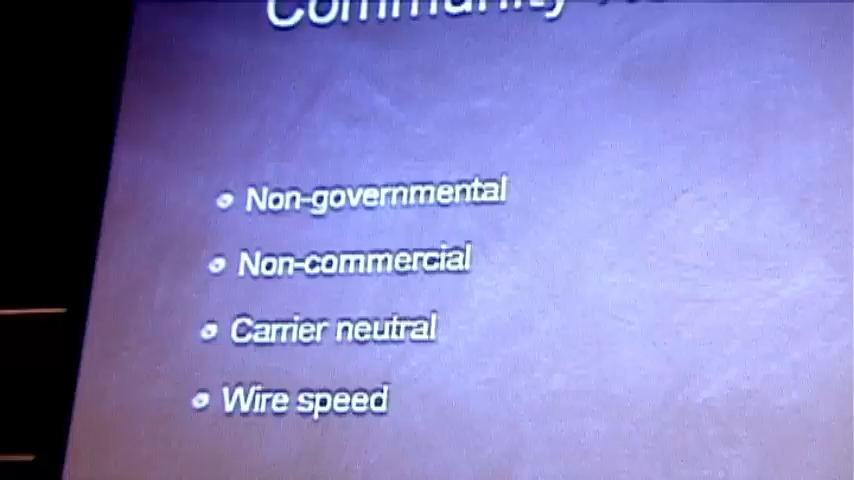 Community
Non-governmental
Non-commercial
Carrier neutral
Wire speed